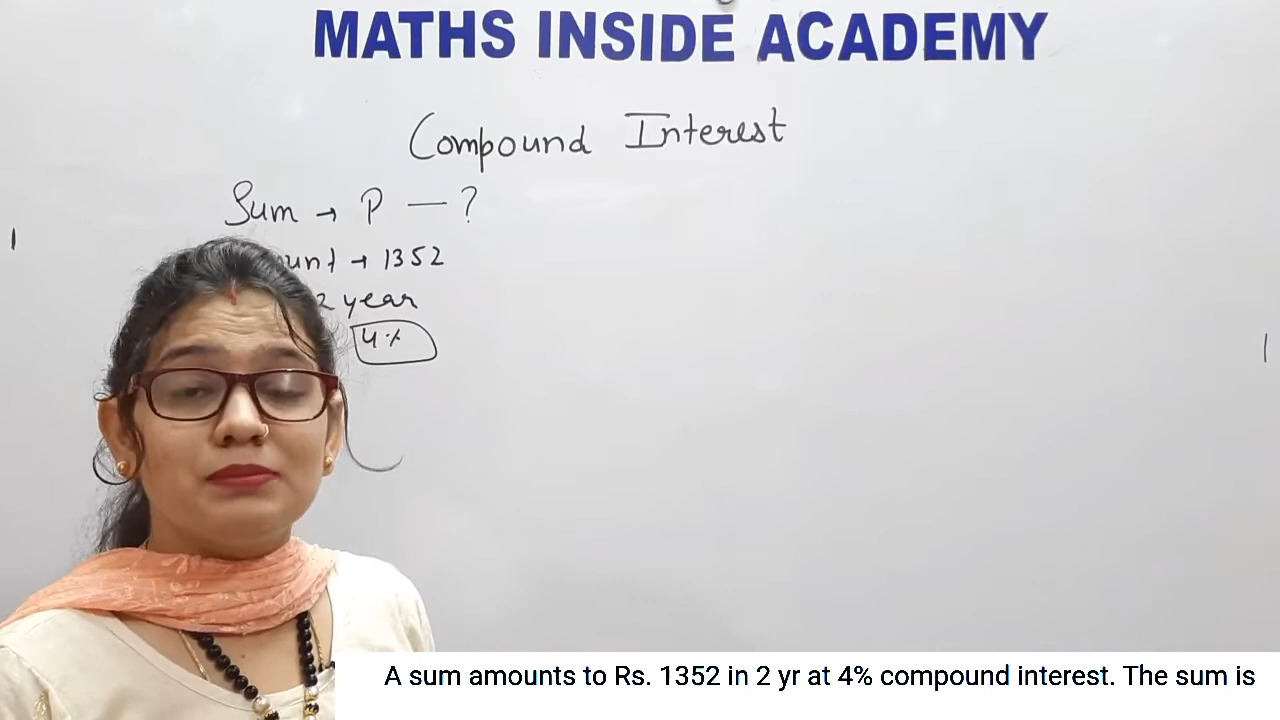 MATHS INSIDE ACADEMY
Compound Interest
Sum → P — ?
→ 1352
2 year
4%
A sum amounts to Rs. 1352 in 2 yr at 4% compound interest. The sum is